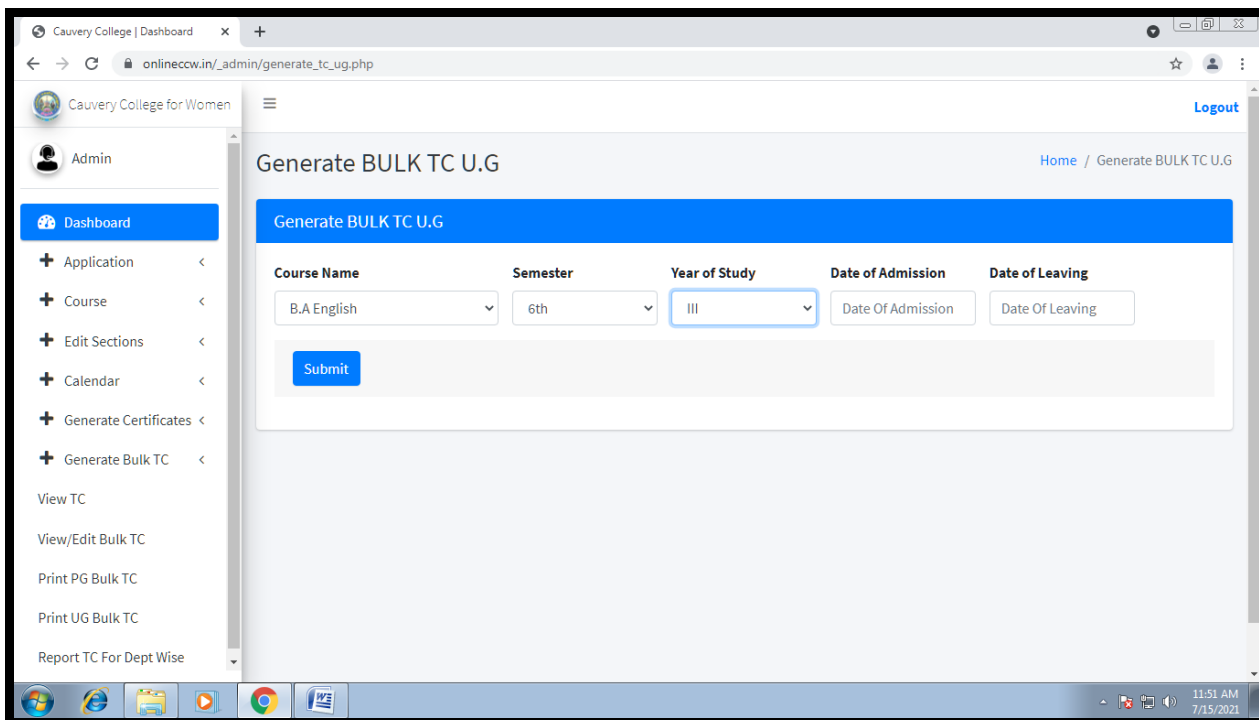 Cauvery College | Dashboard
onlineccw.in/_admin/generate_tc_ug.php
Cauvery College for Women
Logout
Admin
Generate BULK TC U.G
Home / Generate BULK TC U.G
Dashboard
Application
Course
Edit Sections
Calendar
Generate Certificates
Generate Bulk TC
View TC
View/Edit Bulk TC
Print PG Bulk TC
Print UG Bulk TC
Report TC For Dept Wise
Generate BULK TC U.G
Course Name Semester Year of Study Date of Admission Date of Leaving
B.A English 6th III Date Of Admission Date Of Leaving
Submit
11:51 AM
7/15/2021